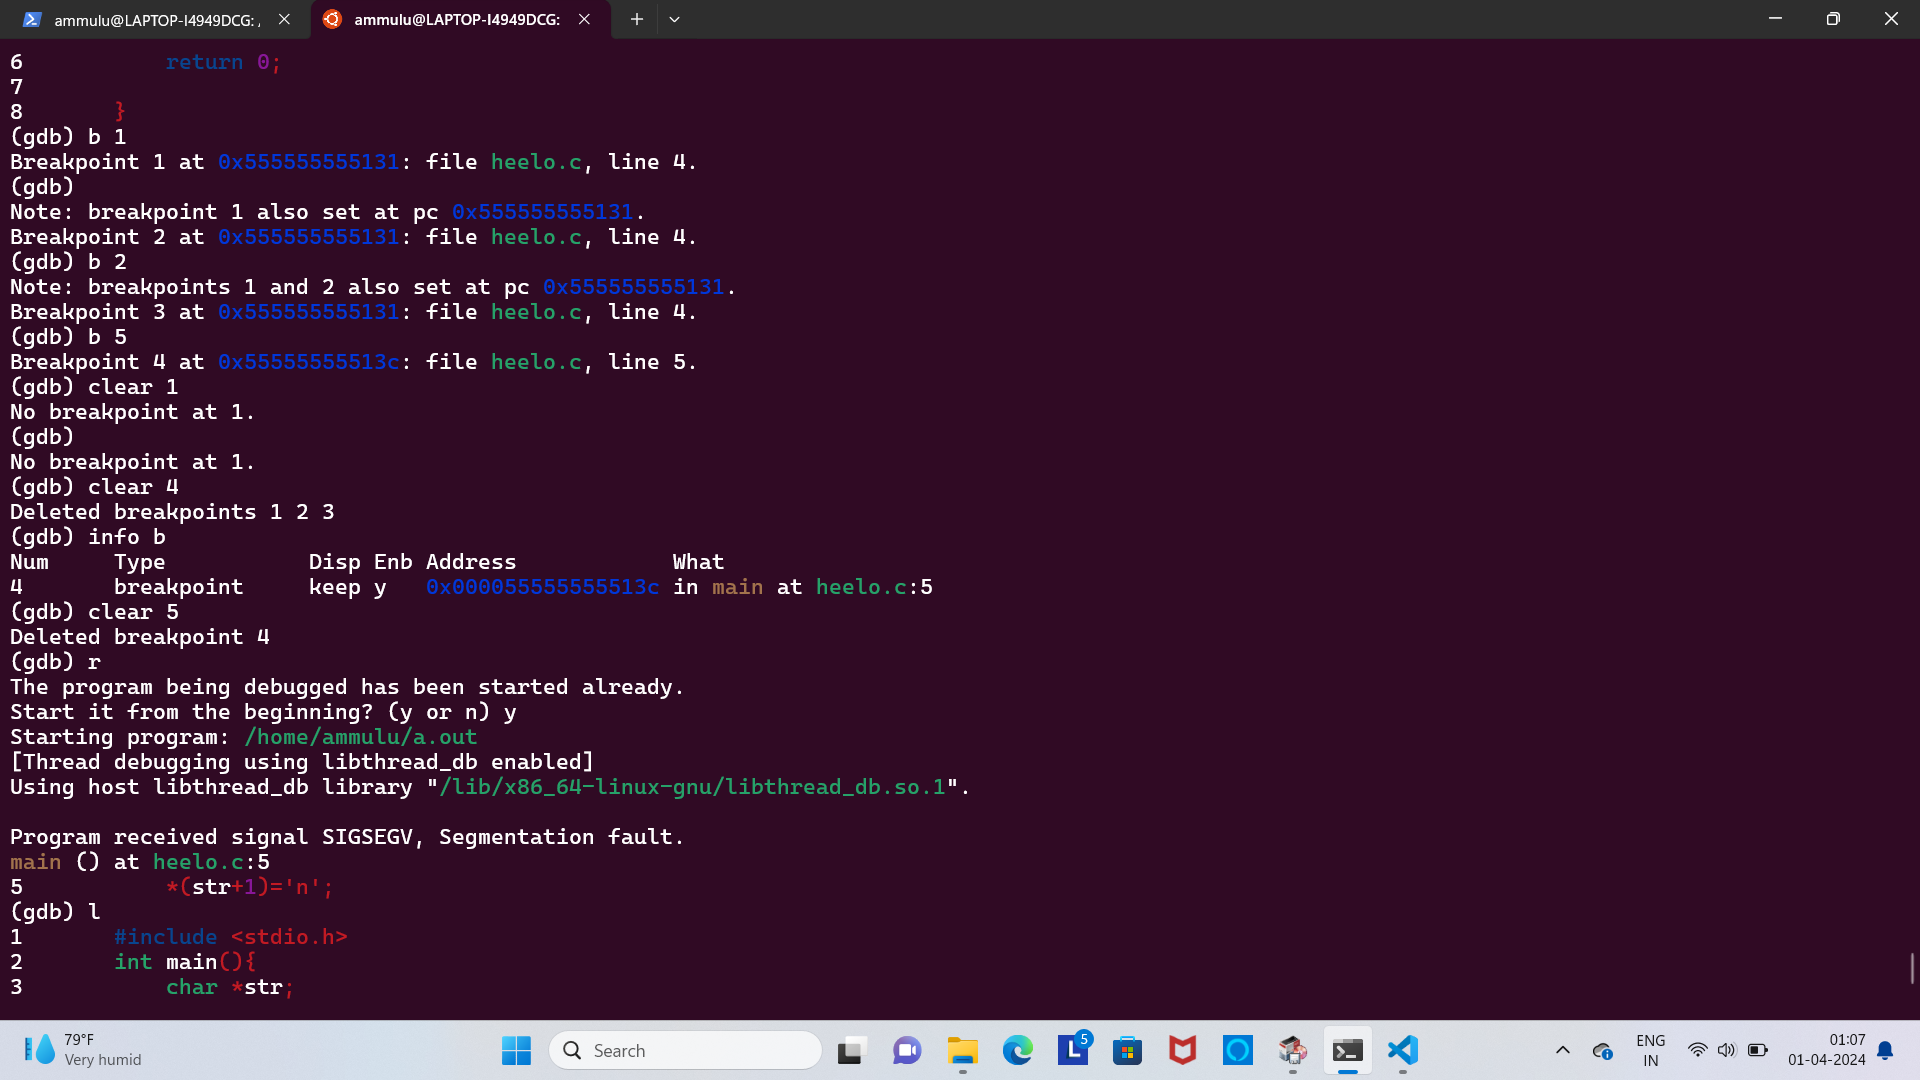 ammulu@LAPTOP-I4949DCG: ,
ammulu@LAPTOP-I4949DCG:
6 return 0;
7
8 }
(gdb) b 1
Breakpoint 1 at 0x555555555131: file heelo.c, line 4.
(gdb)
Note: breakpoint 1 also set at pc 0x555555555131.
Breakpoint 2 at 0x555555555131: file heelo.c, line 4.
(gdb) b 2
Note: breakpoints 1 and 2 also set at pc 0x555555555131.
Breakpoint 3 at 0x555555555131: file heelo.c, line 4.
(gdb) b 5
Breakpoint 4 at 0x55555555513c: file heelo.c, line 5.
(gdb) clear 1
No breakpoint at 1.
(gdb)
No breakpoint at 1.
(gdb) clear 4
Deleted breakpoints 1 2 3
(gdb) info b
Num Type Disp Enb Address What
4 breakpoint keep y 0x000055555555513c in main at heelo.c:5
(gdb) clear 5
Deleted breakpoint 4
(gdb) r
The program being debugged has been started already.
Start it from the beginning? (y or n) y
Starting program: /home/ammulu/a.out
[Thread debugging using libthread_db enabled]
Using host libthread_db library "/lib/x86_64-linux-gnu/libthread_db.so.1".
Program received signal SIGSEGV, Segmentation fault.
main () at heelo.c:5
5 *(str+1)='n';
(gdb) l
1 #include <stdio.h>
2 int main(){
3 char *str;
79°F
Very humid
Search
L 5
ENG
IN
01:07
01-04-2024